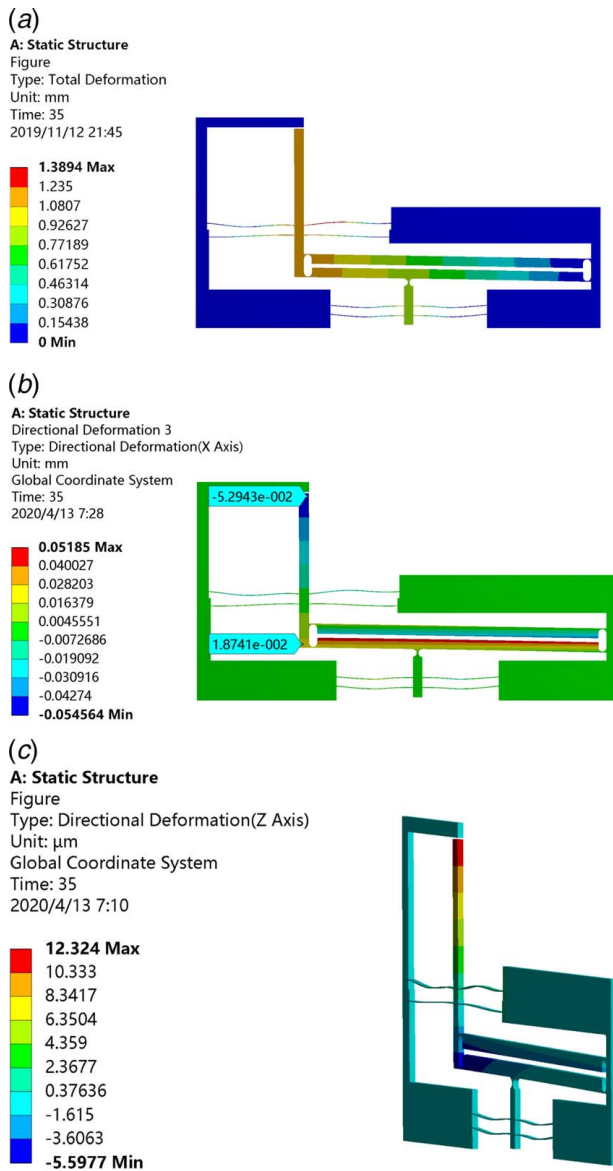 (a)
A: Static Structure
Figure
Type: Total Deformation
Unit: mm
Time: 35
2019/11/12 21:45
1.3894 Max
1.235
1.0807
0.92627
0.77189
0.61752
0.46314
0.30876
0.15438
0 Min
(b)
A: Static Structure
Directional Deformation 3
Type: Directional Deformation(X Axis)
Unit: mm
Global Coordinate System
Time: 35
2020/4/13 7:28
-5.2943e-002
0.05185 Max
0.040027
0.028203
0.016379
0.0045551
-0.0072686
-0.019092
-0.030916
-0.04274
-0.054564 Min
1.8741e-002
(c)
A: Static Structure
Figure
Type: Directional Deformation(Z Axis)
Unit: µm
Global Coordinate System
Time: 35
2020/4/13 7:10
12.324 Max
10.333
8.3417
6.3504
4.359
2.3677
0.37636
-1.615
-3.6063
-5.5977 Min